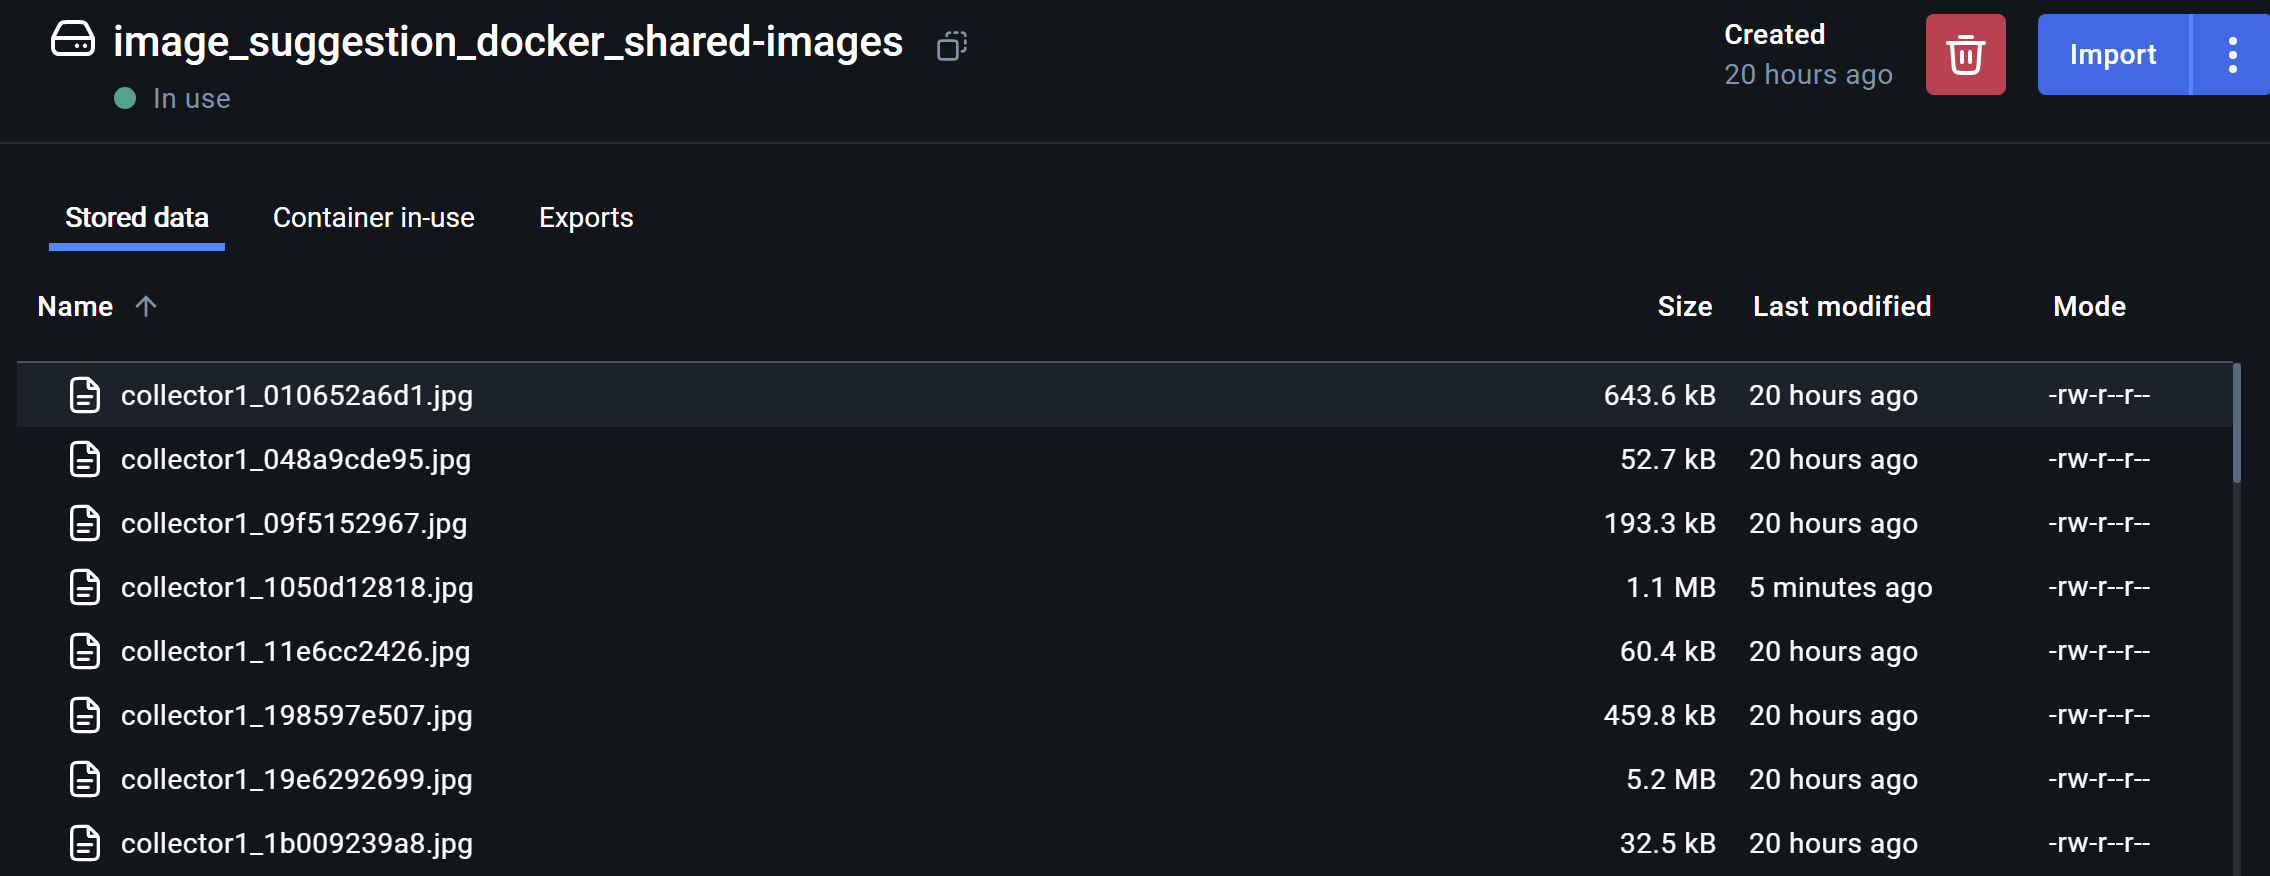 image_suggestion_docker_shared-images
In use
Created
20 hours ago
Import
Stored data Container in-use Exports
Name Size Last modified Mode
collector1_010652a6d1.jpg 643.6 kB 20 hours ago -rw-r--r--
collector1_048a9cde95.jpg 52.7 kB 20 hours ago -rw-r--r--
collector1_09f5152967.jpg 193.3 kB 20 hours ago -rw-r--r--
collector1_1050d12818.jpg 1.1 MB 5 minutes ago -rw-r--r--
collector1_11e6cc2426.jpg 60.4 kB 20 hours ago -rw-r--r--
collector1_198597e507.jpg 459.8 kB 20 hours ago -rw-r--r--
collector1_19e6292699.jpg 5.2 MB 20 hours ago -rw-r--r--
collector1_1b009239a8.jpg 32.5 kB 20 hours ago -rw-r--r--